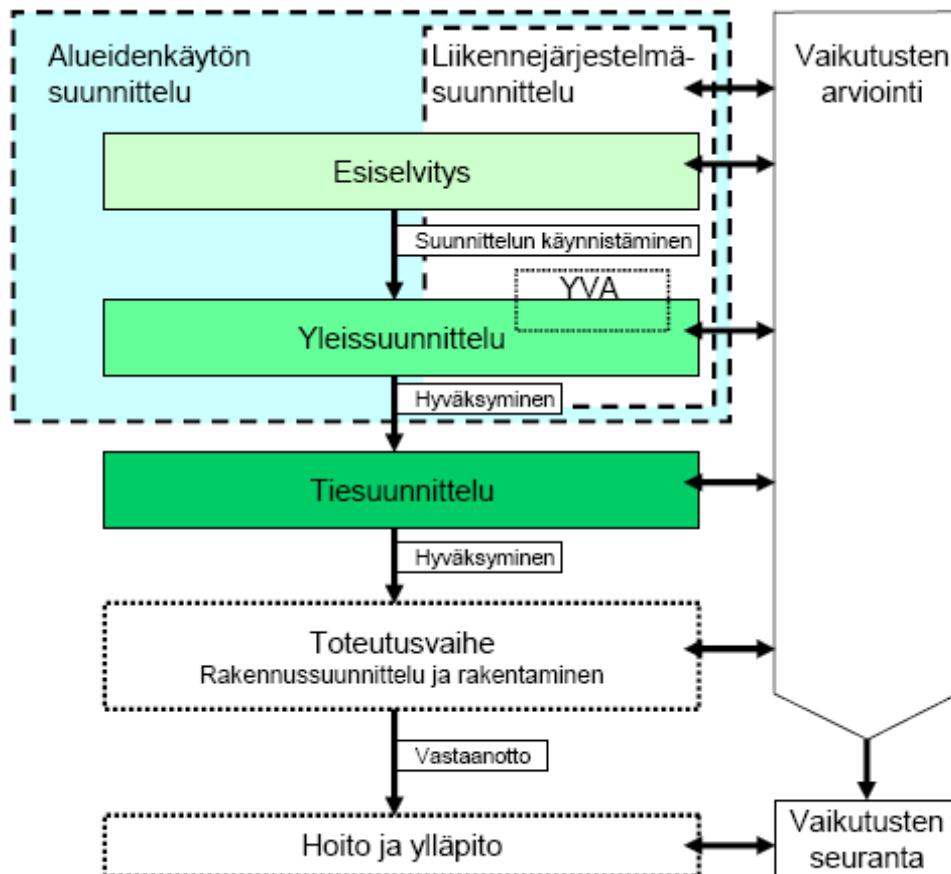 Alueidenkäytön
suunnittelu
Liikennejärjestelmä-
suunnittelu
Vaikutusten
arviointi
Esiselvitys
Suunnittelun käynnistäminen
YVA
Yleissuunnittelu
Hyväksyminen
Tiesuunnittelu
Hyväksyminen
Toteutusvaihe
Rakennussuunnittelu ja rakentaminen
Vastaanotto
Hoito ja ylläpito
Vaikutusten
seuranta